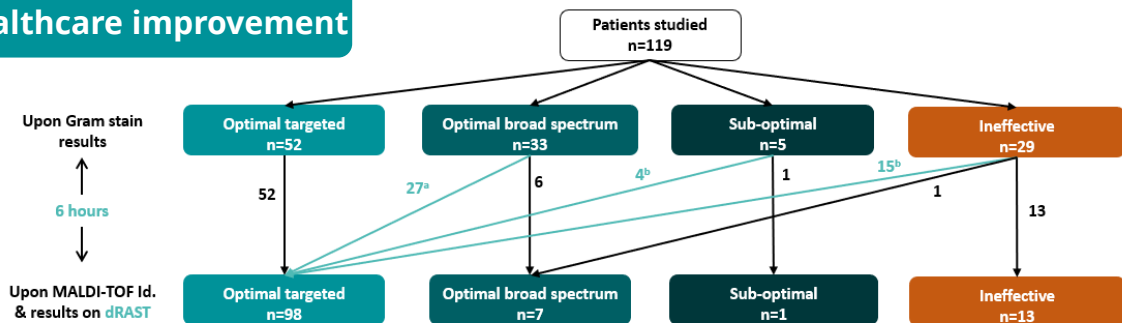 althcare improvement
Patients studied
n=119
Upon Gram stain
results
6 hours
Upon MALDI-TOF Id.
& results on dRAST
Optimal targeted
n=52
Optimal broad spectrum
n=33
Sub-optimal
n=5
Ineffective
n=29
52
27ᵃ
6
4ᵇ
1
15ᵇ
1
13
Optimal targeted
n=98
Optimal broad spectrum
n=7
Sub-optimal
n=1
Ineffective
n=13